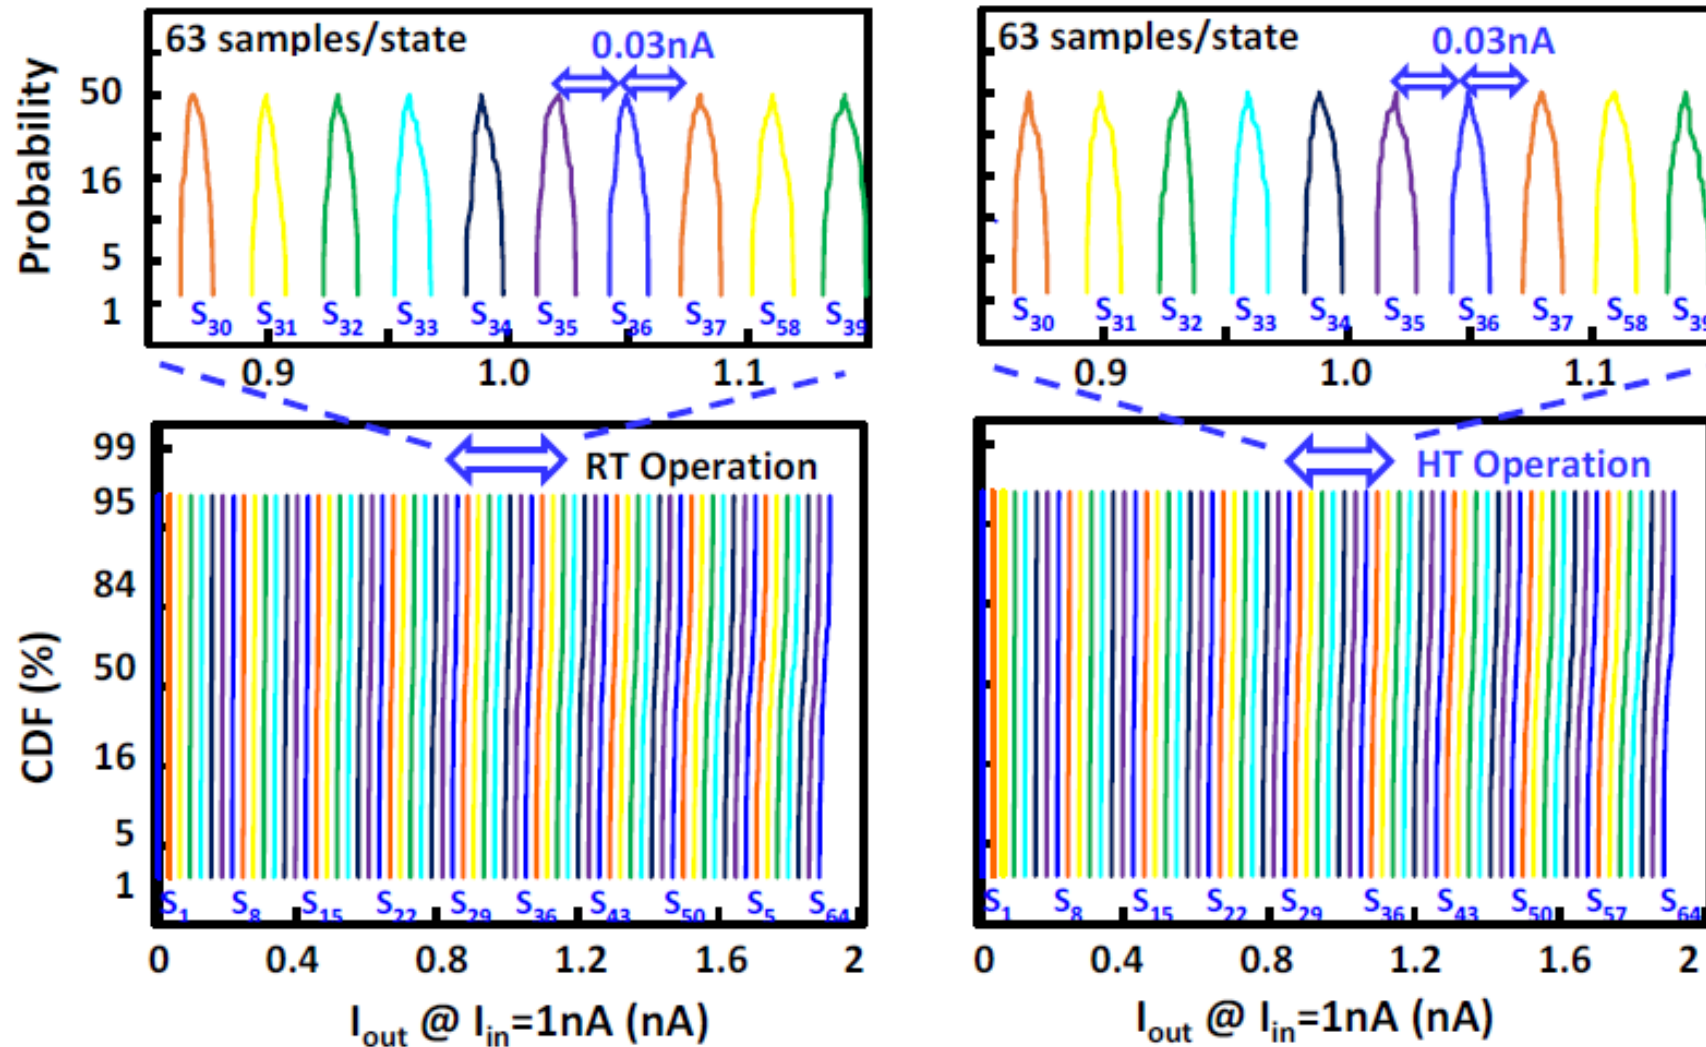 63 samples/state
0.03nA
Probability
50
16
5
1
S30 S31 S32 S33 S34 S35 S36 S37 S58 S39
0.9 1.0 1.1
63 samples/state
0.03nA
S30 S31 S32 S33 S34 S35 S36 S37 S58 S39
0.9 1.0 1.1
RT Operation
CDF (%)
99
95
84
50
16
5
1
S1 S8 S15 S22 S29 S36 S43 S50 S5 S64
0 0.4 0.8 1.2 1.6 2
Iout @ Iin=1nA (nA)
HT Operation
S1 S8 S15 S22 S29 S36 S43 S50 S57 S64
0 0.4 0.8 1.2 1.6 2
Iout @ Iin=1nA (nA)